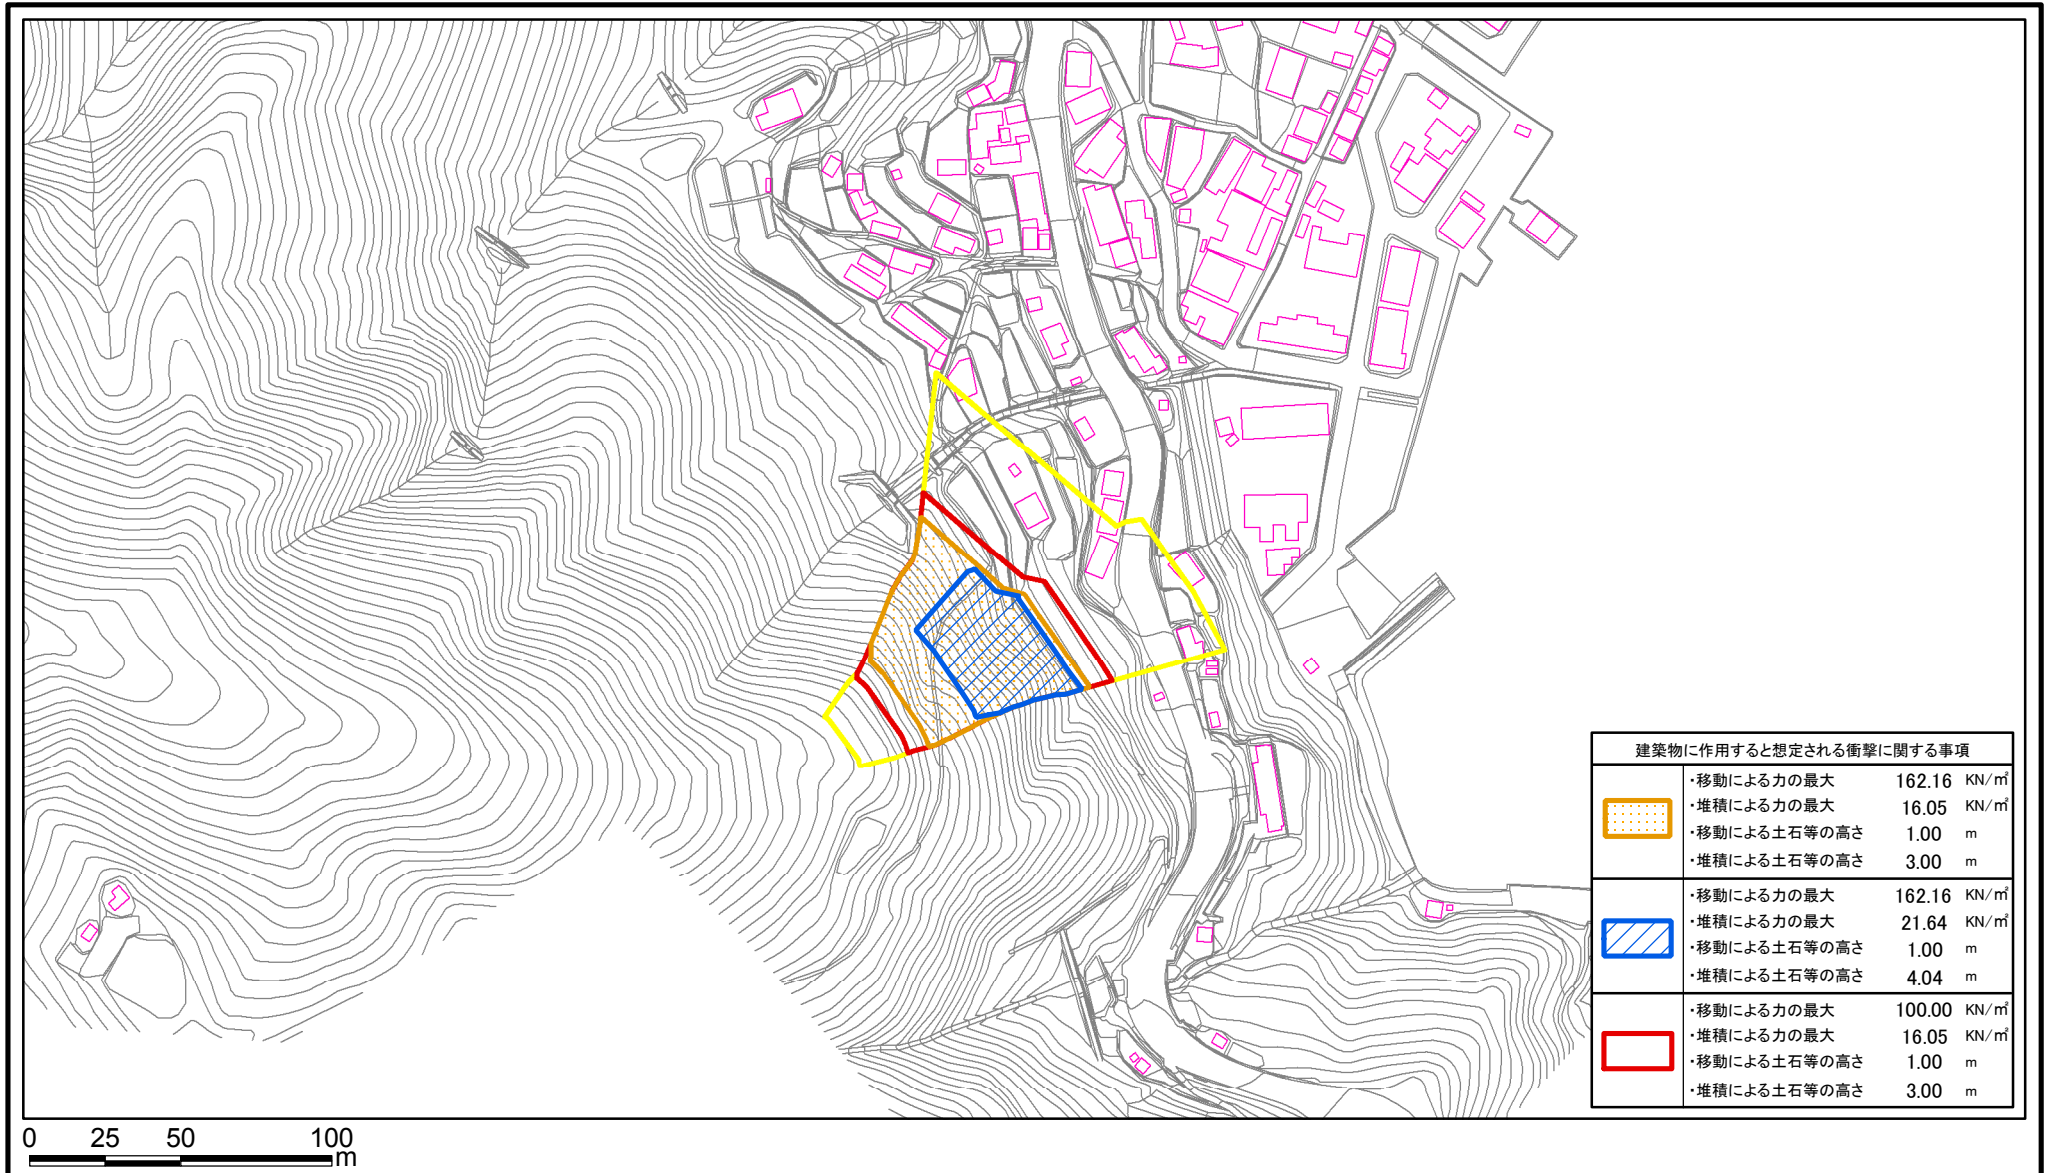 建築物に作用すると想定される衝撃に関する事項
・移動による力の最大 162.16 KN/㎡
・堆積による力の最大 16.05 KN/㎡
・移動による土石等の高さ 1.00 m
・堆積による土石等の高さ 3.00 m
・移動による力の最大 162.16 KN/㎡
・堆積による力の最大 21.64 KN/㎡
・移動による土石等の高さ 1.00 m
・堆積による土石等の高さ 4.04 m
・移動による力の最大 100.00 KN/㎡
・堆積による力の最大 16.05 KN/㎡
・移動による土石等の高さ 1.00 m
・堆積による土石等の高さ 3.00 m
0 25 50 100
m